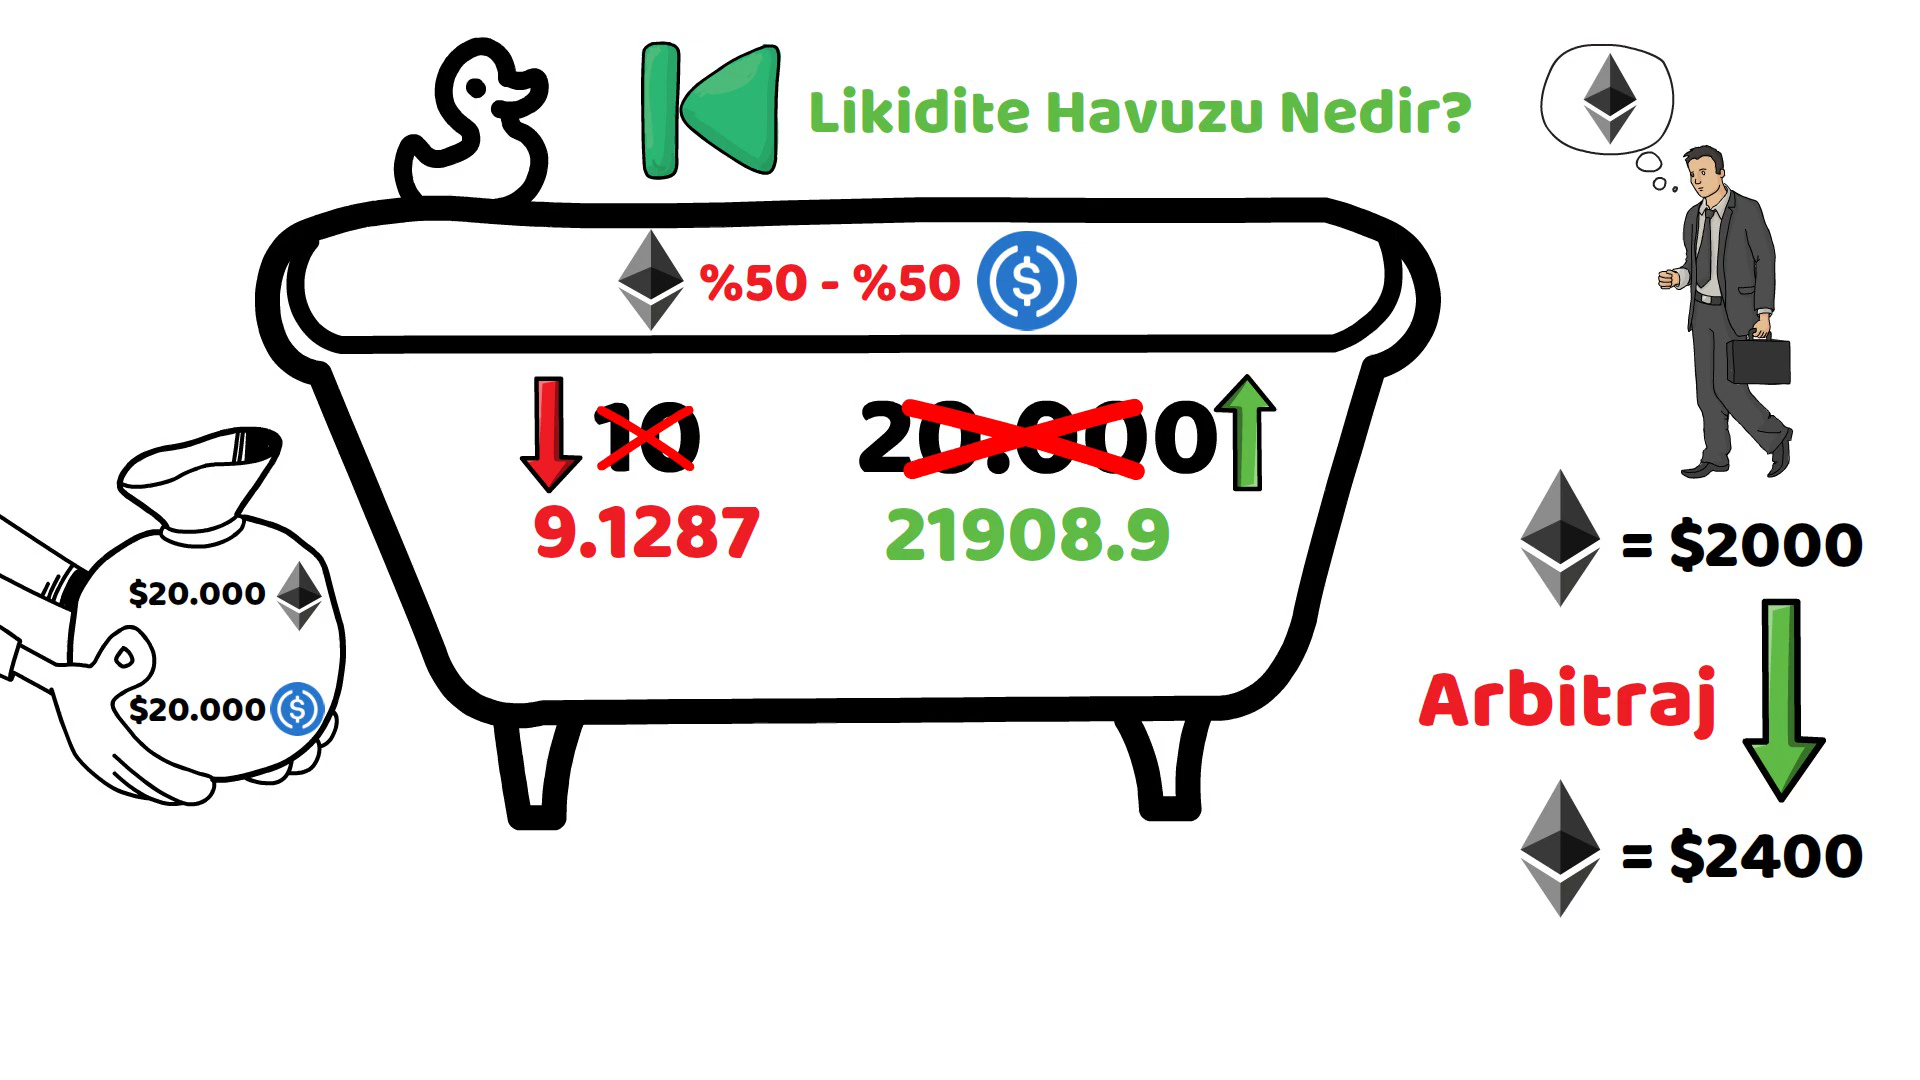 Likidite Havuzu Nedir?
%50 - %50
10
20.000
9.1287
21908.9
$20.000
$20.000
= $2000
Arbitraj
= $2400